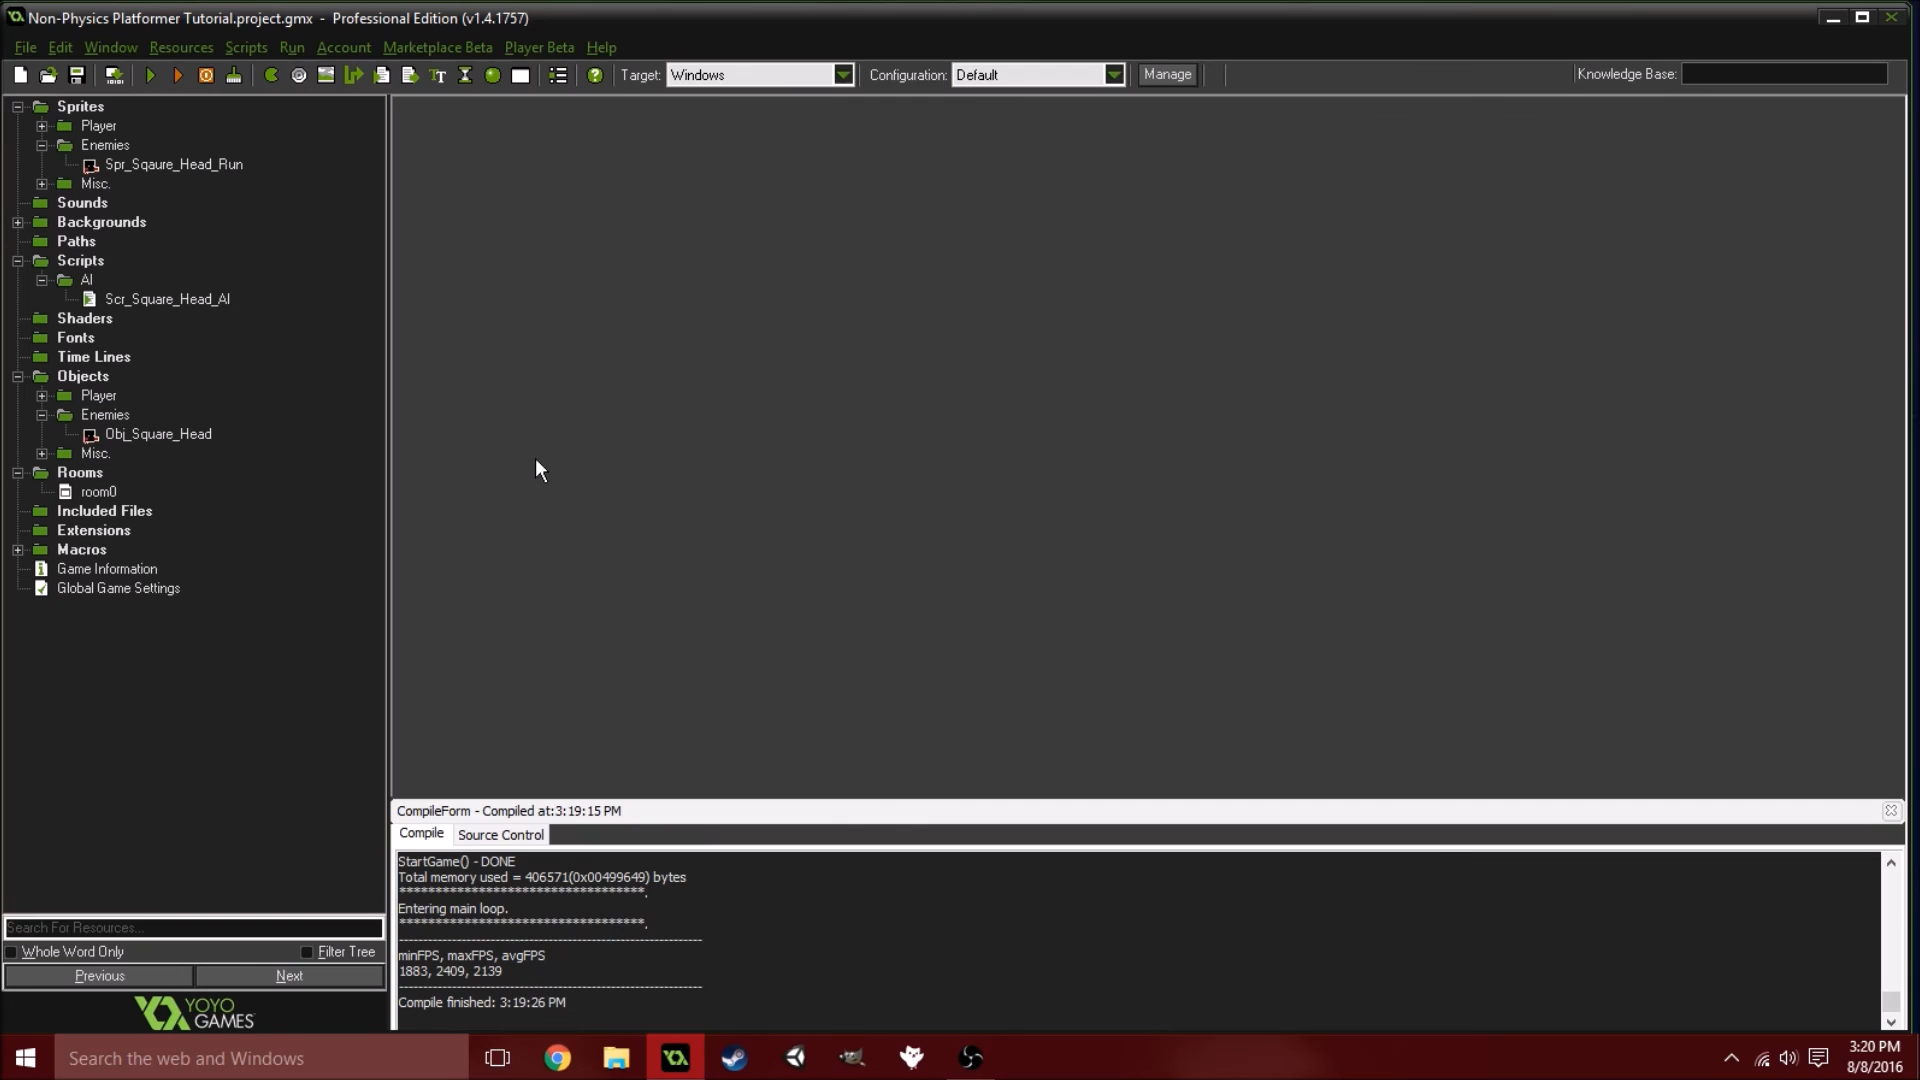 Non-Physics Platformer Tutorial.project.gmx - Professional Edition (v1.4.1757)
File Edit Window Resources Scripts Run Account Marketplace Beta Player Beta Help
Target: Windows Configuration: Default Manage Knowledge Base:
Sprites
Player
Enemies
Spr_Sqaure_Head_Run
Misc.
Sounds
Backgrounds
Paths
Scripts
AI
Scr_Square_Head_AI
Shaders
Fonts
Time Lines
Objects
Player
Enemies
Obj_Square_Head
Misc.
Rooms
room0
Included Files
Extensions
Macros
Game Information
Global Game Settings
Search For Resources...
Whole Word Only Filter Tree
Previous Next
YOYO
GAMES
CompileForm - Compiled at:3:19:15 PM
Compile Source Control
StartGame() - DONE
Total memory used = 406571(0x00499649) bytes
**********************************.
Entering main loop.
**********************************.
---------------------------------------------------------------
minFPS, maxFPS, avgFPS
1883, 2409, 2139
---------------------------------------------------------------
Compile finished: 3:19:26 PM
Search the web and Windows
3:20 PM
8/8/2016